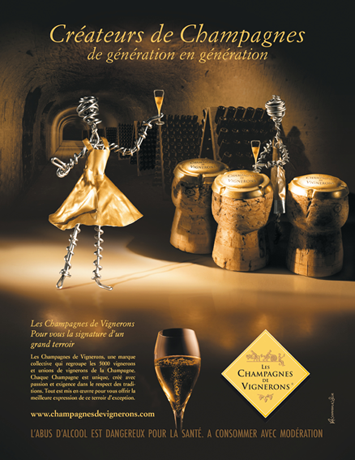 Créateurs de Champagnes
de génération en génération
Les Champagnes de Vignerons
Pour vous la signature d'un
grand terroir
Les Champagnes de Vignerons, une marque
collective qui regroupe les 5000 vignerons
et unions de vignerons de la Champagne.
Chaque Champagne est unique, créé avec
passion et exigence dans le respect des tradi-
tions. Tout est mis en œuvre pour vous offrir la
meilleure expression de ce terroir d'exception.
www.champagnesdevignerons.com
LES
CHAMPAGNES
DE
VIGNERONS
L'ABUS D'ALCOOL EST DANGEREUX POUR LA SANTÉ. A CONSOMMER AVEC MODÉRATION